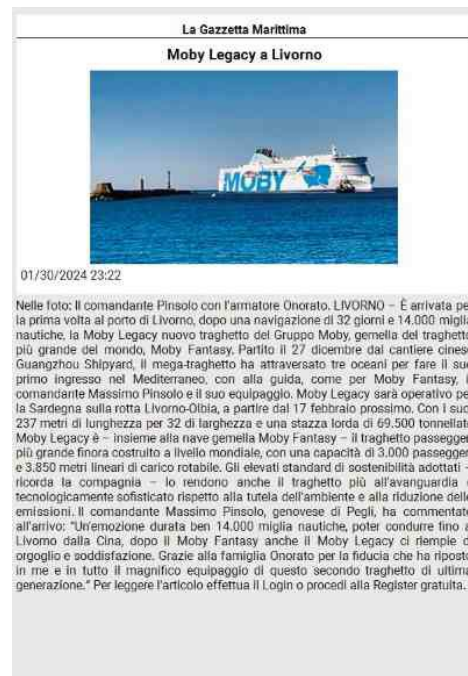 La Gazzetta Marittima
Moby Legacy a Livorno
MOBY
01/30/2024 23:22
Nelle foto: Il comandante Pinsolo con l'armatore Onorato. LIVORNO – È arrivata pe
la prima volta al porto di Livorno, dopo una navigazione di 32 giorni e 14.000 miglia
nautiche, la Moby Legacy nuovo traghetto del Gruppo Moby, gemella del traghetto
più grande del mondo, Moby Fantasy. Partito il 27 dicembre dal cantiere cinese
Guangzhou Shipyard, il mega-traghetto ha attraversato tre oceani per fare il suo
primo ingresso nel Mediterraneo, con alla guida, come per Moby Fantasy, i
comandante Massimo Pinsolo e il suo equipaggio. Moby Legacy sarà operativo pe
la Sardegna sulla rotta Livorno-Olbia, a partire dal 17 febbraio prossimo. Con i suo
237 metri di lunghezza per 32 di larghezza e una stazza lorda di 69.500 tonnellate
Moby Legacy è – insieme alla nave gemella Moby Fantasy – il traghetto passegger
più grande finora costruito a livello mondiale, con una capacità di 3.000 passegger
e 3.850 metri lineari di carico rotabile. Gli elevati standard di sostenibilità adottati –
ricorda la compagnia – lo rendono anche il traghetto più all'avanguardia e
tecnologicamente sofisticato rispetto alla tutela dell'ambiente e alla riduzione delle
emissioni. Il comandante Massimo Pinsolo, genovese di Pegli, ha commentato
all'arrivo: "Un'emozione durata ben 14.000 miglia nautiche, poter condurre fino a
Livorno dalla Cina, dopo il Moby Fantasy anche il Moby Legacy ci riempie d
orgoglio e soddisfazione. Grazie alla famiglia Onorato per la fiducia che ha riposto
in me e in tutto il magnifico equipaggio di questo secondo traghetto di ultima
generazione." Per leggere l'articolo effettua il Login o procedi alla Register gratuita.